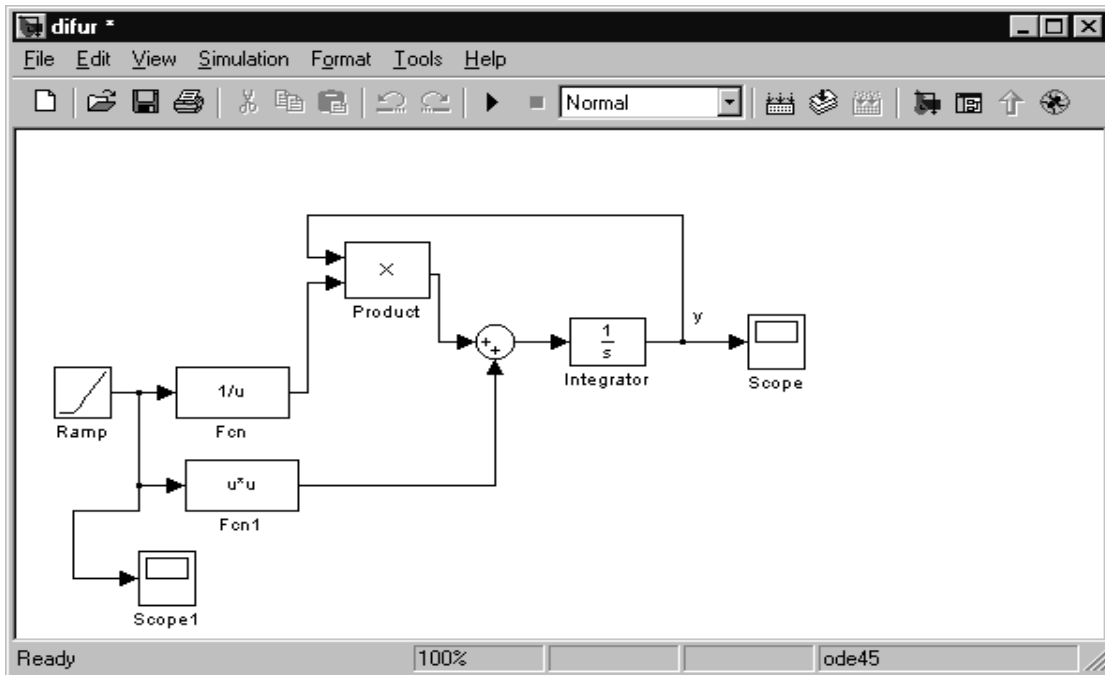 difur *
File Edit View Simulation Format Tools Help
Normal
×
Product
y
1
s
Integrator
+
+
Scope
1/u
Ramp
Fcn
u*u
Fcn1
Scope1
Ready 100% ode45